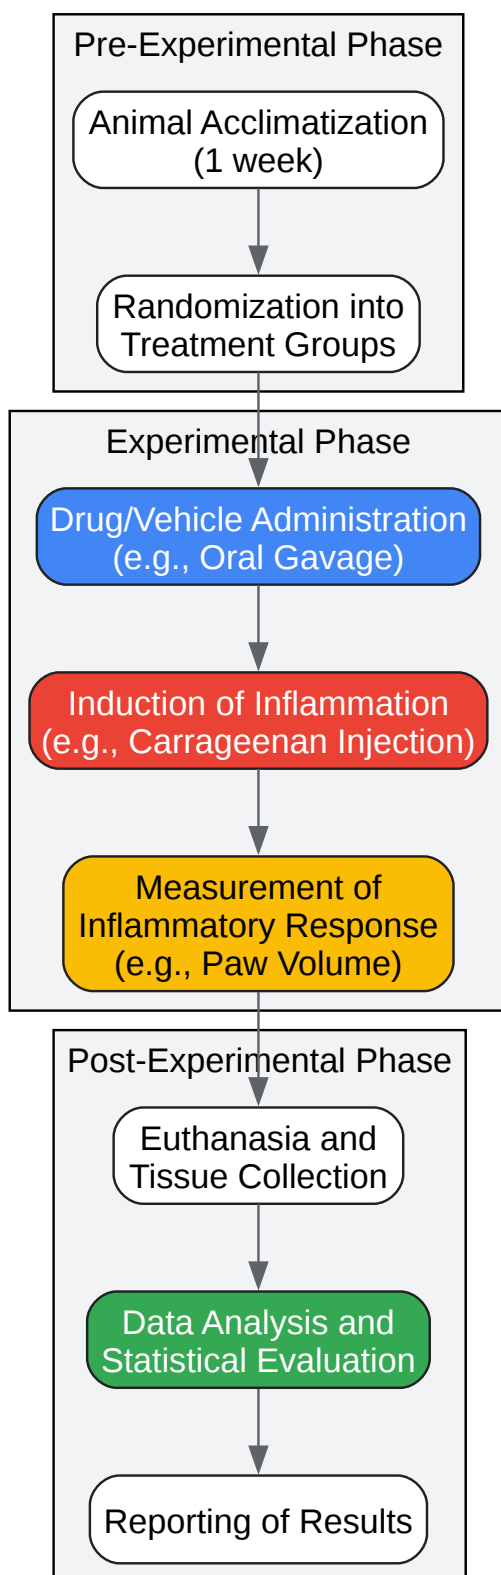 Pre-Experimental Phase
Animal Acclimatization
(1 week)
Randomization into
Treatment Groups
Experimental Phase
Drug/Vehicle Administration
(e.g., Oral Gavage)
Induction of Inflammation
(e.g., Carrageenan Injection)
Measurement of
Inflammatory Response
(e.g., Paw Volume)
Post-Experimental Phase
Euthanasia and
Tissue Collection
Data Analysis and
Statistical Evaluation
Reporting of Results